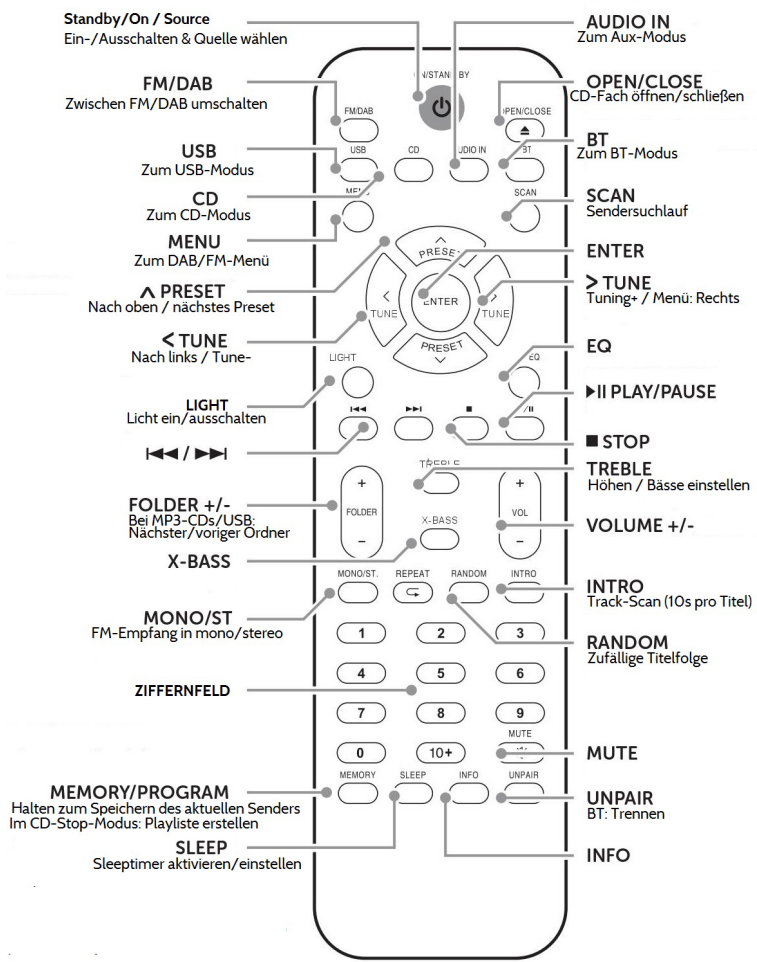 Standby/On / Source
Ein-/Ausschalten & Quelle wählen
FM/DAB
Zwischen FM/DAB umschalten
USB
Zum USB-Modus
CD
Zum CD-Modus
MENU
Zum DAB/FM-Menü
∧ PRESET
Nach oben / nächstes Preset
< TUNE
Nach links / Tune-
LIGHT
Licht ein/ausschalten
⏮ / ⏭
FOLDER +/-
Bei MP3-CDs/USB:
Nächster/voriger Ordner
X-BASS
MONO/ST
FM-Empfang in mono/stereo
ZIFFERNFELD
MEMORY/PROGRAM
Halten zum Speichern des aktuellen Senders
Im CD-Stop-Modus: Playliste erstellen
SLEEP
Sleeptimer aktivieren/einstellen
N/STAND BY
FM/DAB
PEN/CLOSE
USB
CD
UDIO IN
BT
MENU
SCAN
PRESET
< TUNE
ENTER
> TUNE
PRESET
LIGHT
EQ
⏮ ⏭ ■ /II
TREBLE
+ FOLDER −
X-BASS
+ VOL −
MONO/ST.
REPEAT
RANDOM
INTRO
1 2 3
4 5 6
7 8 9
MUTE
0 10+
MEMORY
SLEEP
INFO
UNPAIR
AUDIO IN
Zum Aux-Modus
OPEN/CLOSE
CD-Fach öffnen/schließen
BT
Zum BT-Modus
SCAN
Sendersuchlauf
ENTER
> TUNE
Tuning+ / Menü: Rechts
EQ
▶II PLAY/PAUSE
■ STOP
TREBLE
Höhen / Bässe einstellen
VOLUME +/-
INTRO
Track-Scan (10s pro Titel)
RANDOM
Zufällige Titelfolge
MUTE
UNPAIR
BT: Trennen
INFO